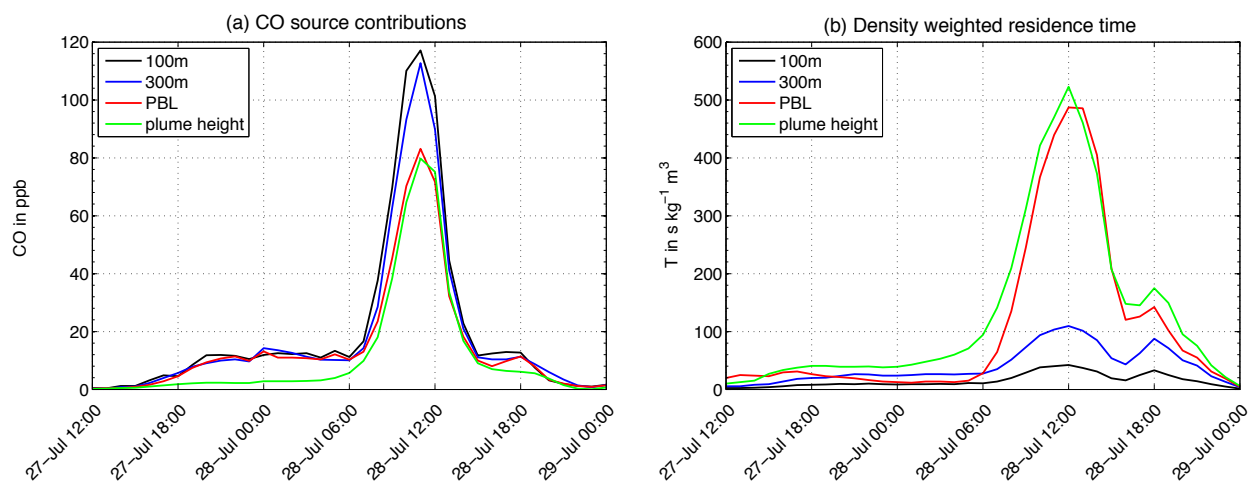 (a) CO source contributions
120
100
80
60
40
20
0
CO in ppb
100m
300m
PBL
plume height
27−Jul 12:00
27−Jul 18:00
28−Jul 00:00
28−Jul 06:00
28−Jul 12:00
28−Jul 18:00
29−Jul 00:00
(b) Density weighted residence time
600
500
400
300
200
100
0
T in s kg⁻¹ m³
100m
300m
PBL
plume height
27−Jul 12:00
27−Jul 18:00
28−Jul 00:00
28−Jul 06:00
28−Jul 12:00
28−Jul 18:00
29−Jul 00:00